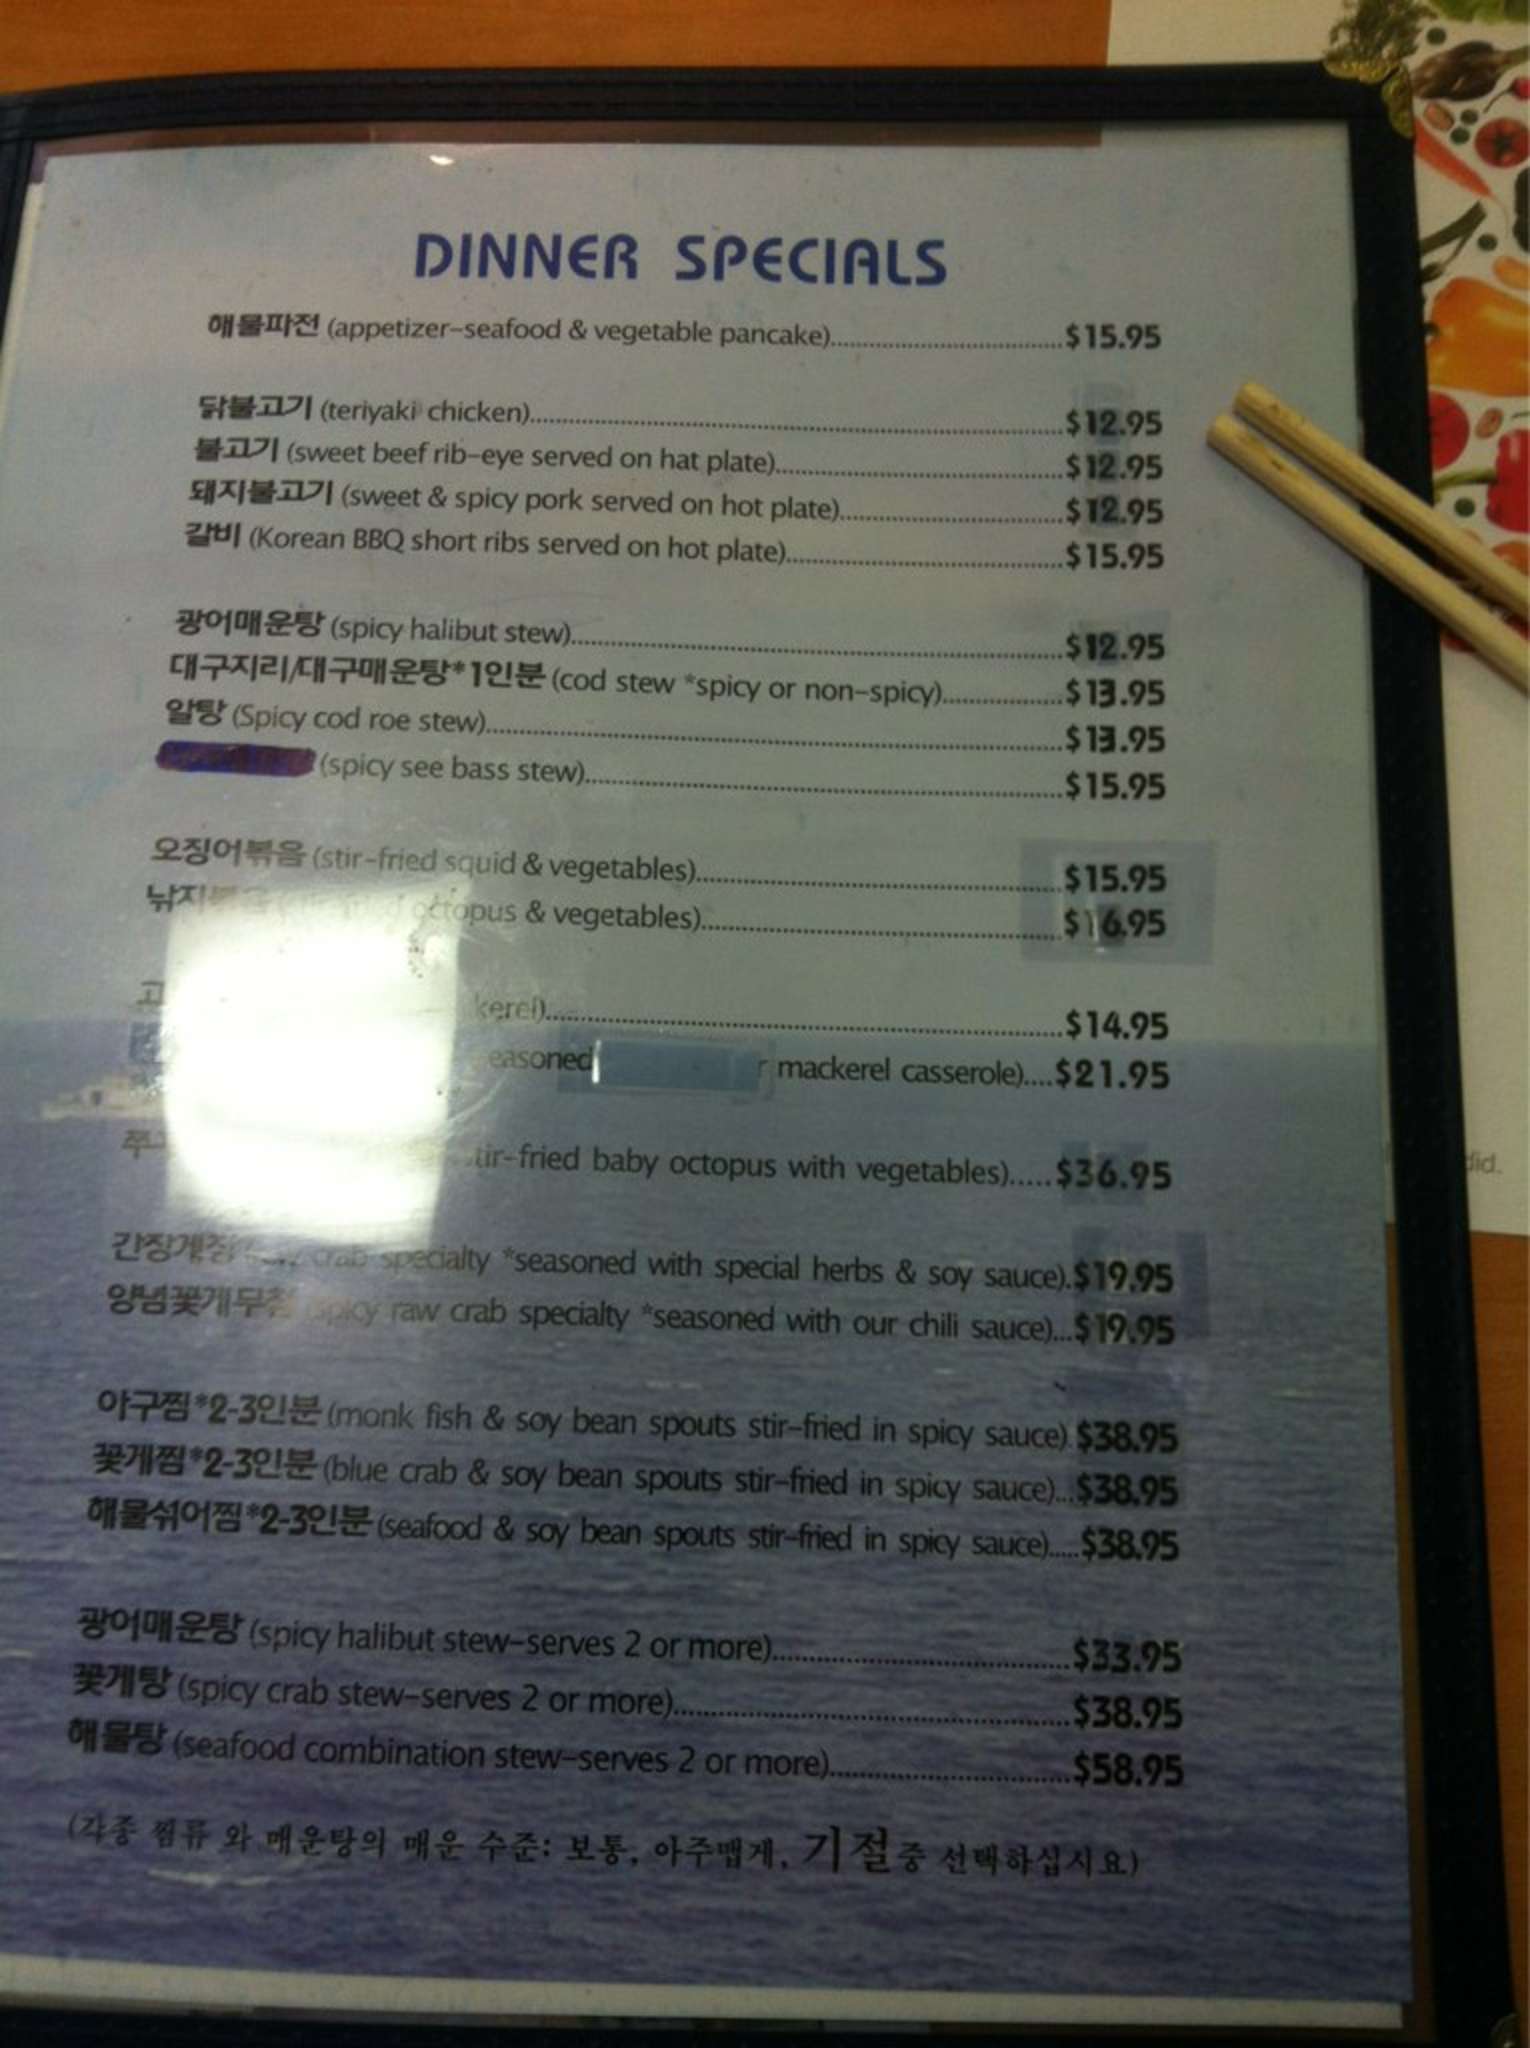 DINNER SPECIALS
해물파전 (appetizer-seafood & vegetable pancake)..... $15.95
닭불고기 (teriyaki chicken)..... $12.95
불고기 (sweet beef rib-eye served on hat plate)..... $12.95
돼지불고기 (sweet & spicy pork served on hot plate)..... $12.95
갈비 (Korean BBQ short ribs served on hot plate)..... $15.95
광어매운탕 (spicy halibut stew)..... $12.95
대구지리/대구매운탕*1인분 (cod stew *spicy or non-spicy)..... $13.95
알탕 (Spicy cod roe stew)..... $13.95
(spicy see bass stew)..... $15.95
오징어볶음 (stir-fried squid & vegetables)..... $15.95
octopus & vegetables)..... $16.95
$14.95
mackerel casserole).... $21.95
baby octopus with vegetables)..... $36.95
간장게장 crab specialty *seasoned with special herbs & soy sauce). $19.95
양념꽃게무침 (spicy raw crab specialty *seasoned with our chili sauce)... $19.95
아구찜*2-3인분 (monk fish & soy bean spouts stir-fried in spicy sauce). $38.95
꽃게찜*2-3인분 (blue crab & soy bean spouts stir-fried in spicy sauce)... $38.95
해물섞어찜*2-3인분 (seafood & soy bean spouts stir-fried in spicy sauce)..... $38.95
광어매운탕 (spicy halibut stew-serves 2 or more)..... $33.95
꽃게탕 (spicy crab stew-serves 2 or more)..... $38.95
해물탕 (seafood combination stew-serves 2 or more)..... $58.95
(각종 찜류 와 매운탕의 매운 수준: 보통, 아주맵게, 기절중 선택하십시요)